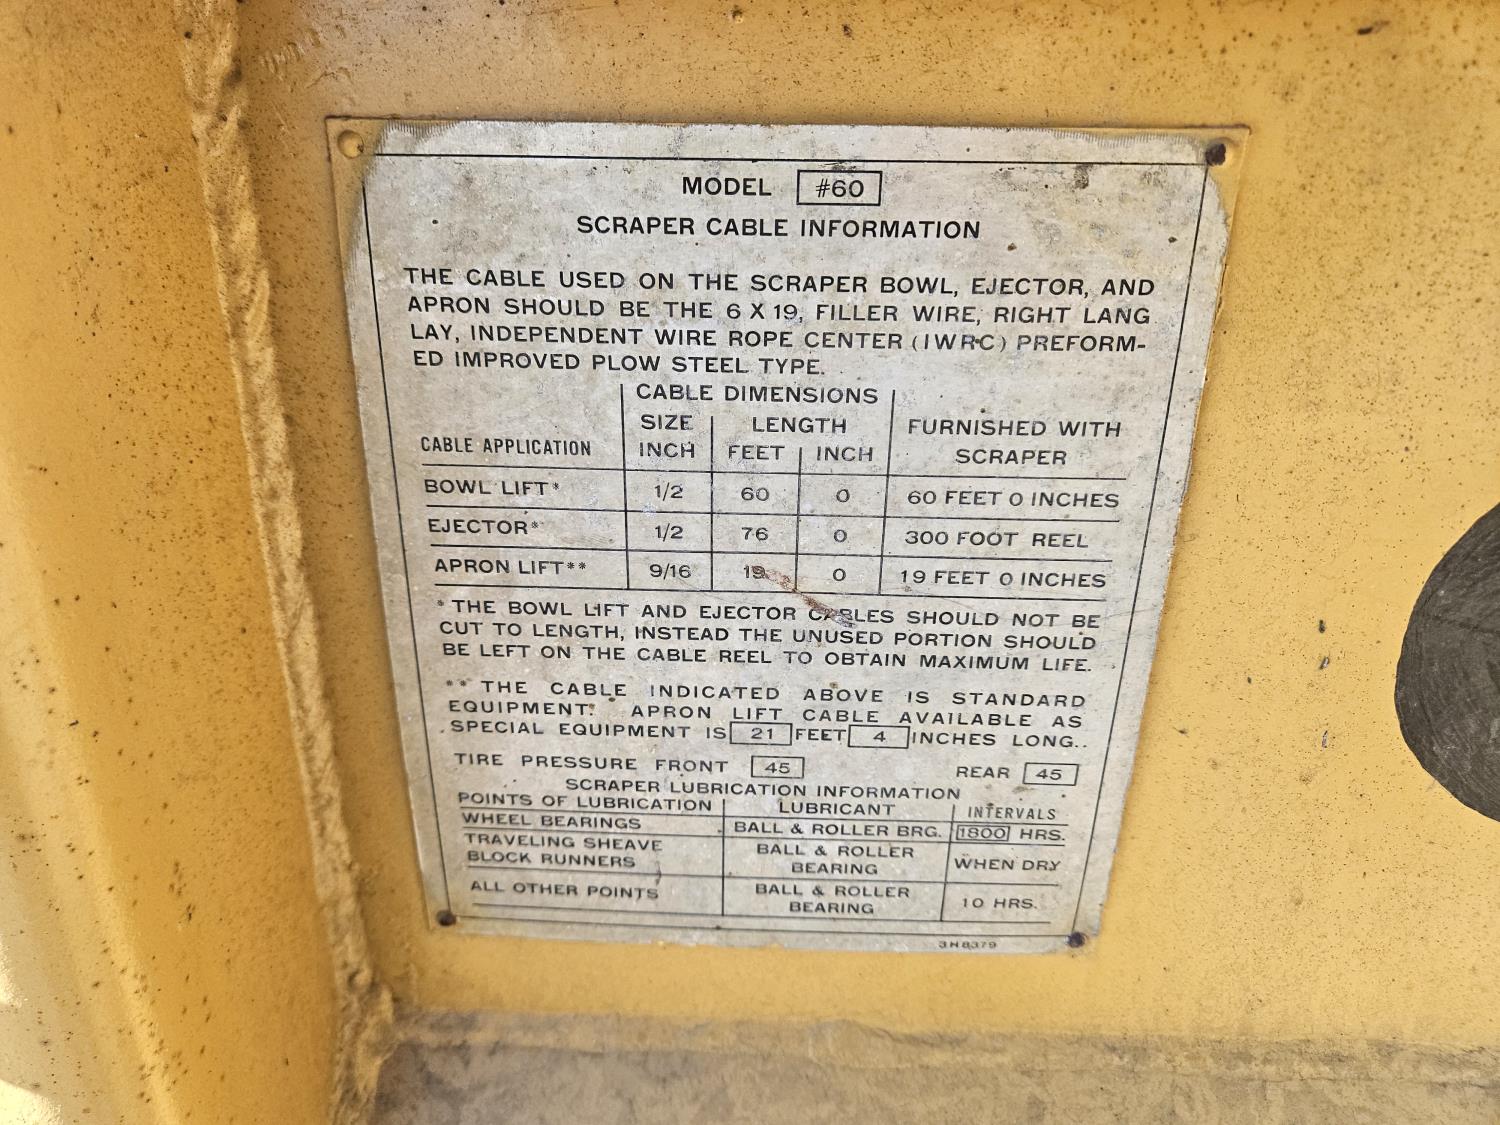 MODEL #60
SCRAPER CABLE INFORMATION
THE CABLE USED ON THE SCRAPER BOWL, EJECTOR, AND
APRON SHOULD BE THE 6 X 19, FILLER WIRE, RIGHT LANG
LAY, INDEPENDENT WIRE ROPE CENTER (IWRC) PREFORM-
ED IMPROVED PLOW STEEL TYPE.
CABLE DIMENSIONS
SIZE LENGTH FURNISHED WITH
CABLE APPLICATION INCH FEET INCH SCRAPER
BOWL LIFT* 1/2 60 0 60 FEET 0 INCHES
EJECTOR* 1/2 76 0 300 FOOT REEL
APRON LIFT** 9/16 19 0 19 FEET 0 INCHES
* THE BOWL LIFT AND EJECTOR CABLES SHOULD NOT BE
CUT TO LENGTH, INSTEAD THE UNUSED PORTION SHOULD
BE LEFT ON THE CABLE REEL TO OBTAIN MAXIMUM LIFE.
** THE CABLE INDICATED ABOVE IS STANDARD
EQUIPMENT. APRON LIFT CABLE AVAILABLE AS
SPECIAL EQUIPMENT IS 21 FEET 4 INCHES LONG.
TIRE PRESSURE FRONT 45 REAR 45
SCRAPER LUBRICATION INFORMATION
POINTS OF LUBRICATION LUBRICANT INTERVALS
WHEEL BEARINGS BALL & ROLLER BRG. 1800 HRS.
TRAVELING SHEAVE BALL & ROLLER
BLOCK RUNNERS BEARING WHEN DRY
ALL OTHER POINTS BALL & ROLLER
BEARING 10 HRS.
3H8379